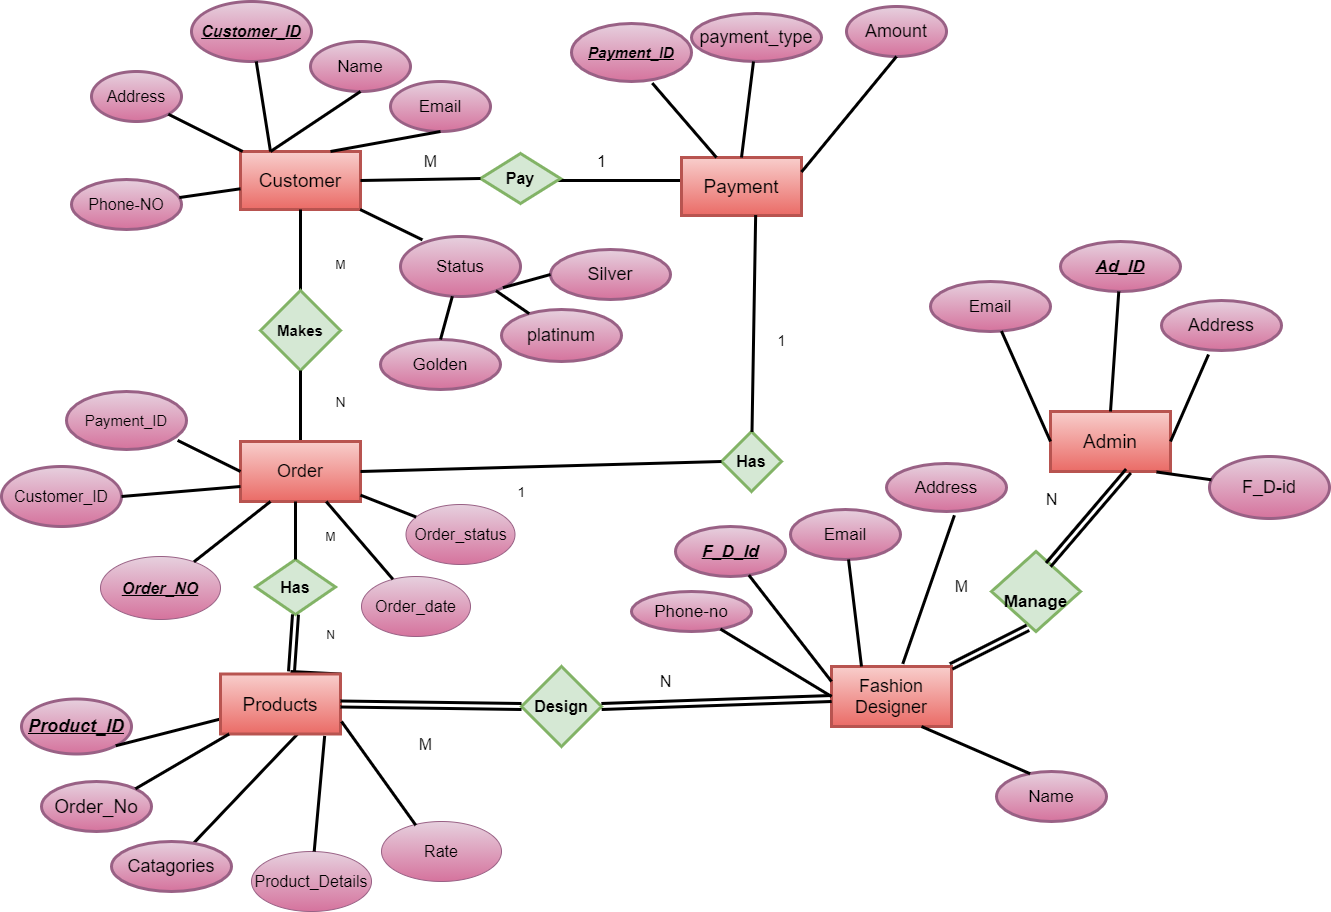 Customer_ID
Name
Address
Email
Phone-NO
Customer
M
Pay
1
Payment_ID
payment_type
Amount
Payment
Status
Silver
platinum
Golden
M
Makes
N
1
Ad_ID
Email
Address
Admin
F_D-id
Payment_ID
Customer_ID
Order
1
Has
Order_NO
Order_status
Order_date
M
Has
N
N
M
Manage
F_D_Id
Email
Address
Phone-no
Fashion
Designer
Name
Products
N
Design
M
Product_ID
Order_No
Catagories
Product_Details
Rate